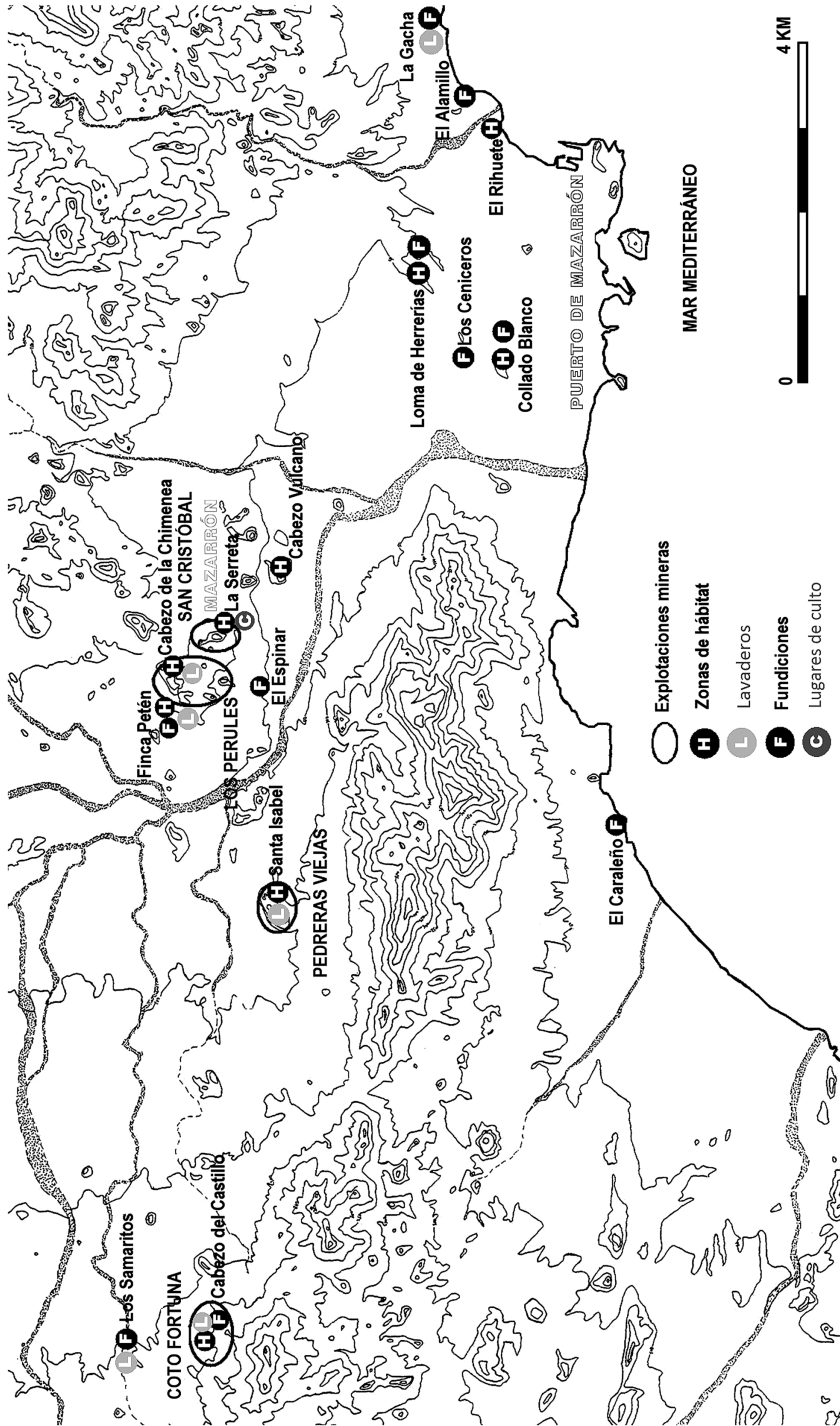 Los Samaritos
L
F
COTO FORTUNA
Cabezo del Castillo
H
L
F
Finca Petén
F
H
L
Cabezo de la Chimenea
H
L
SAN CRISTÓBAL
MAZARRÓN
La Serreta
H
C
LOS PERULES
El Espinar
F
Cabezo Vulcano
H
Santa Isabel
L
H
PEDRERAS VIEJAS
La Gacha
L
F
El Alamillo
F
El Rihuete
H
Loma de Herrerias
H
F
Los Ceniceros
F
Collado Blanco
H
F
PUERTO DE MAZARRÓN
El Caraleño
F
MAR MEDITERRÁNEO
0
4 KM
Explotaciones mineras
H Zonas de hábitat
L Lavaderos
F Fundiciones
C Lugares de culto